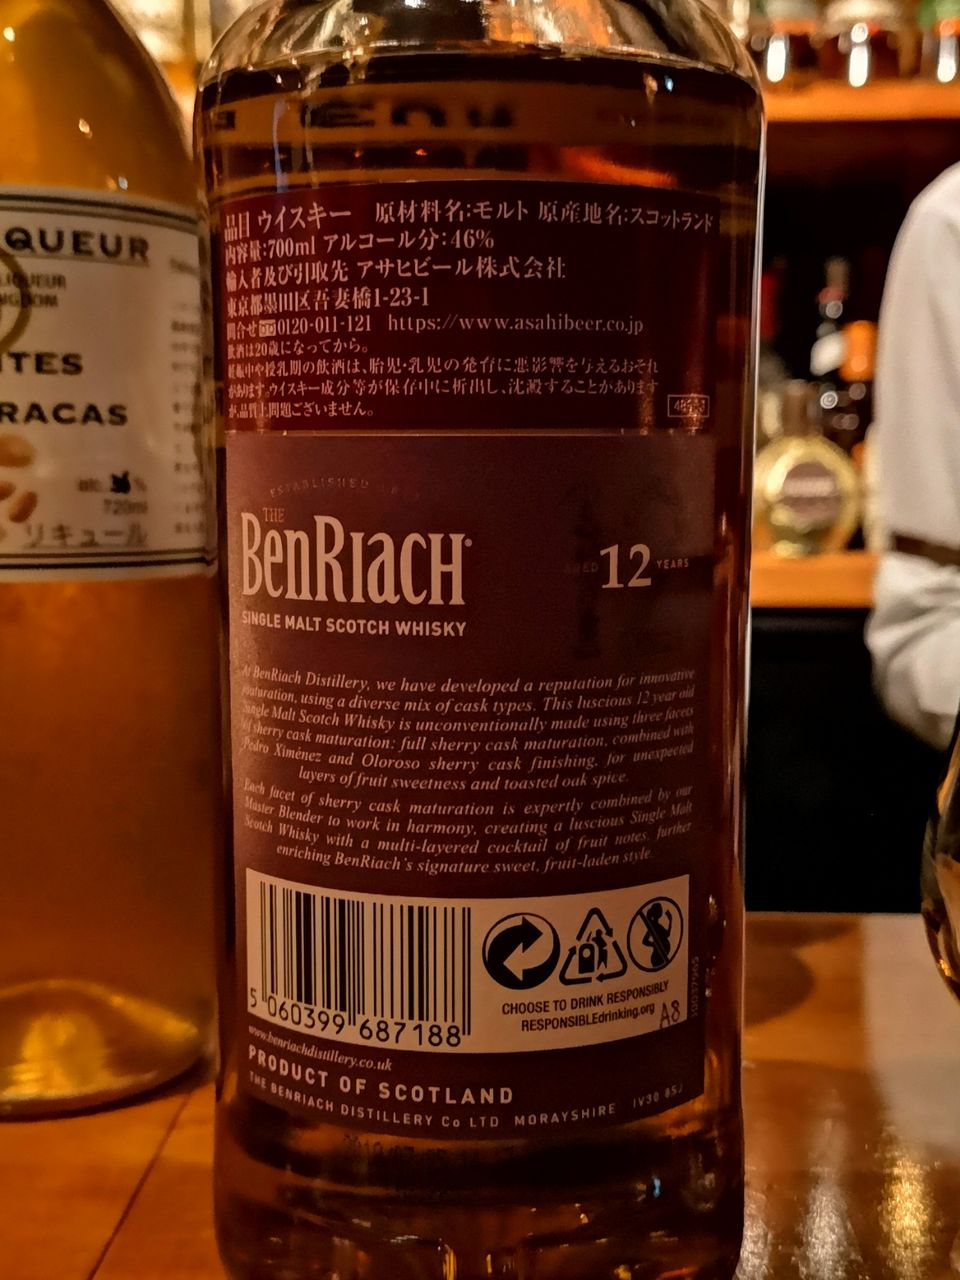 QUEUR
品目 ウイスキー 原材料名:モルト 原産地名:スコットランド
内容量:700ml アルコール分:46%
輸入者及び引取先 アサヒビール株式会社
東京都墨田区吾妻橋1-23-1
問合せ 0120-011-121 https://www.asahibeer.co.jp
飲酒は20歳になってから。
妊娠中や授乳期の飲酒は、胎児・乳児の発育に悪影響を与えるおそれ
があります。ウイスキー成分等が保存中に析出し、沈澱することがあります
が、品質上問題ございません。
ITES
RACAS
alc. %
720ml
リキュール
ESTABLISHED
THE
BENRIACH
SINGLE MALT SCOTCH WHISKY
AGED 12 YEARS
At BenRiach Distillery, we have developed a reputation for innovative
maturation, using a diverse mix of cask types. This luscious 12 year old
Single Malt Scotch Whisky is unconventionally made using three facets
of sherry cask maturation; full sherry cask maturation, combined with
Pedro Ximénez and Oloroso sherry cask finishing, for unexpected
layers of fruit sweetness and toasted oak spice.
Each facet of sherry cask maturation is expertly combined by our
Master Blender to work in harmony, creating a luscious Single Malt
Scotch Whisky with a multi-layered cocktail of fruit notes, further
enriching BenRiach's signature sweet, fruit-laden style.
5 060399 687188
CHOOSE TO DRINK RESPONSIBLY
RESPONSIBLEdrinking.org A8
www.benriachdistillery.co.uk
PRODUCT OF SCOTLAND
THE BENRIACH DISTILLERY Co LTD MORAYSHIRE IV30 8SJ